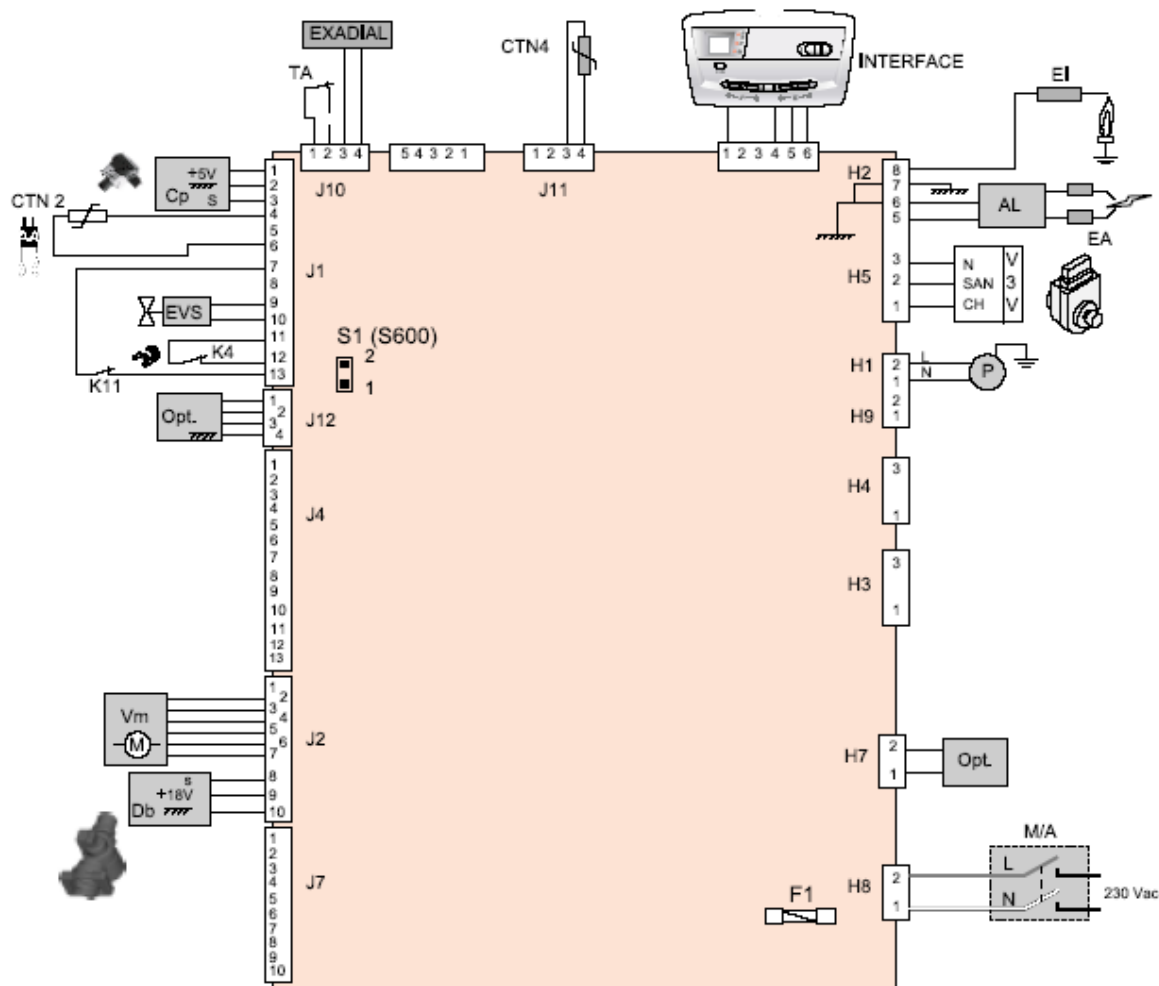 EXADIAL
TA
CTN4
INTERFACE
EI
1 2 3 4
5 4 3 2 1
1 2 3 4
1 2 3 4 5 6
J10
J11
+5V
Cp S
CTN 2
1
2
3
4
5
6
7
8
9
10
11
12
13
J1
EVS
K4
K11
S1 (S600)
2
1
Opt.
1
2
3
4
J12
1
2
3
4
5
6
7
8
9
10
11
12
13
J4
Vm
M
1
2
3
4
5
6
7
8
9
10
J2
s
+18V
Db
1
2
3
4
5
6
7
8
9
10
J7
H2
8
7
6
5
AL
EA
H5
3
2
1
N V
SAN 3
CH V
H1
2
1
L
N
P
H9
2
1
H4
3
1
H3
3
1
H7
2
1
Opt.
M/A
H8
2
1
L
N
230 Vac
F1